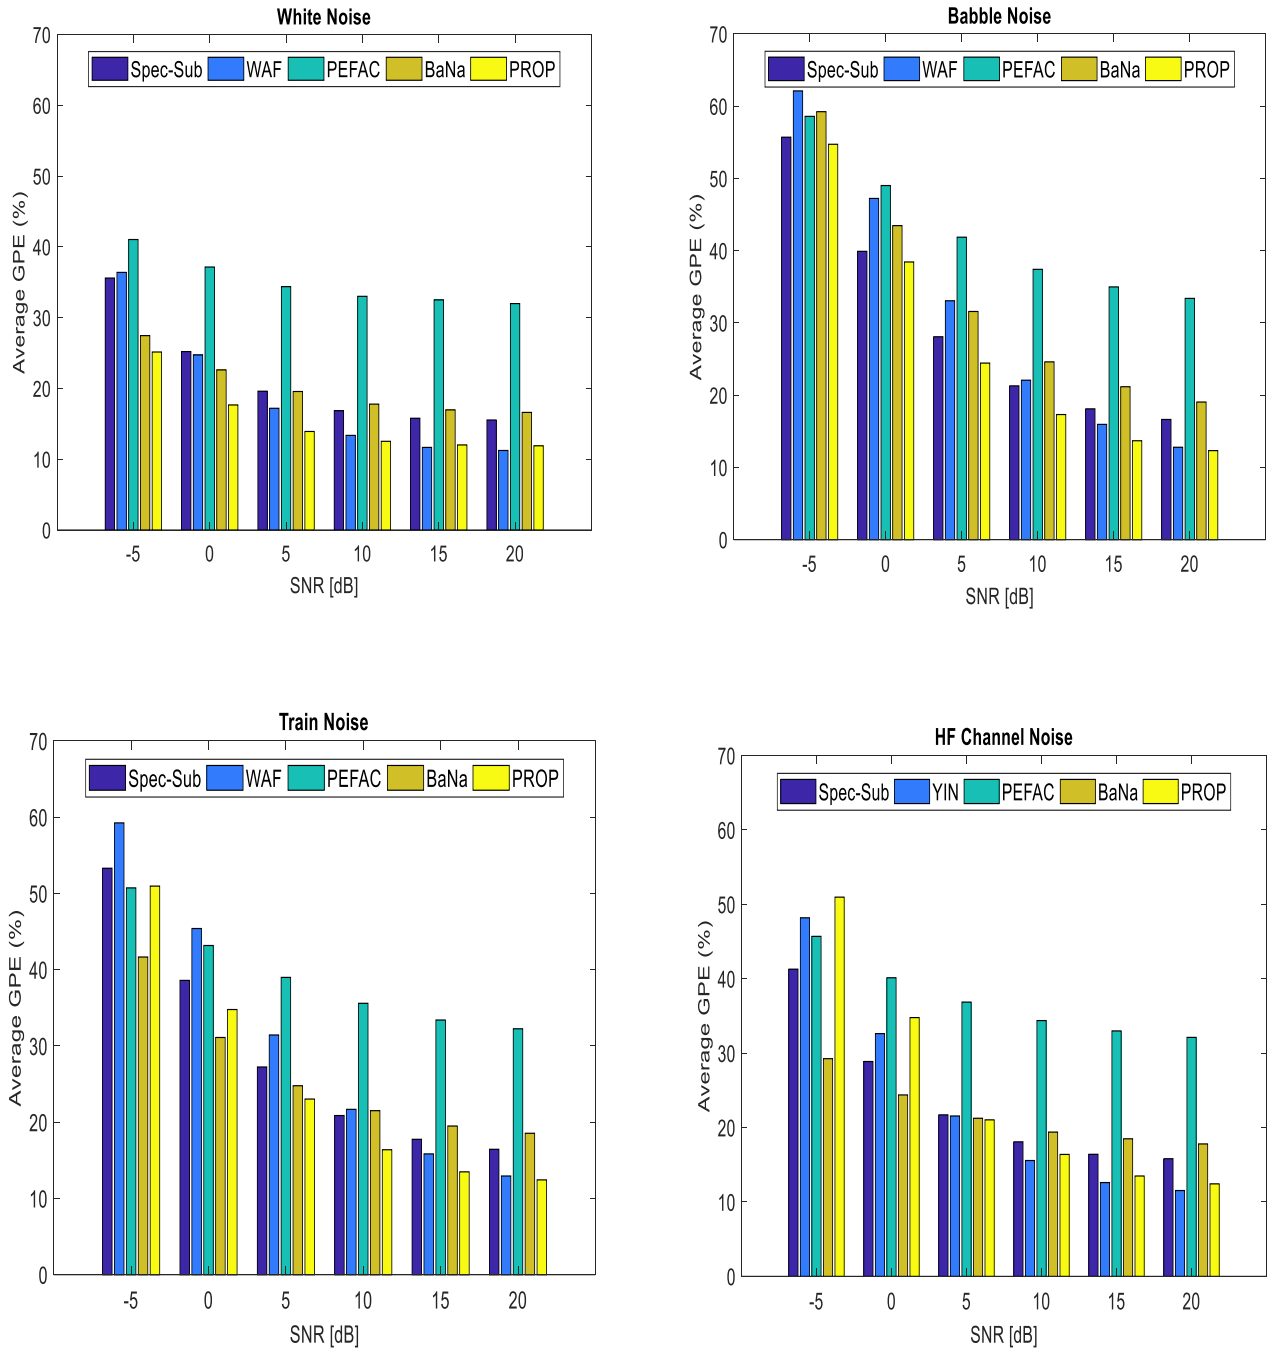 White Noise
70
60
50
40
30
20
10
0
Average GPE (%)
Spec-Sub WAF PEFAC BaNa PROP
-5 0 5 10 15 20
SNR [dB]
Babble Noise
70
60
50
40
30
20
10
0
Average GPE (%)
Spec-Sub WAF PEFAC BaNa PROP
-5 0 5 10 15 20
SNR [dB]
Train Noise
70
60
50
40
30
20
10
0
Average GPE (%)
Spec-Sub WAF PEFAC BaNa PROP
-5 0 5 10 15 20
SNR [dB]
HF Channel Noise
70
60
50
40
30
20
10
0
Average GPE (%)
Spec-Sub YIN PEFAC BaNa PROP
-5 0 5 10 15 20
SNR [dB]